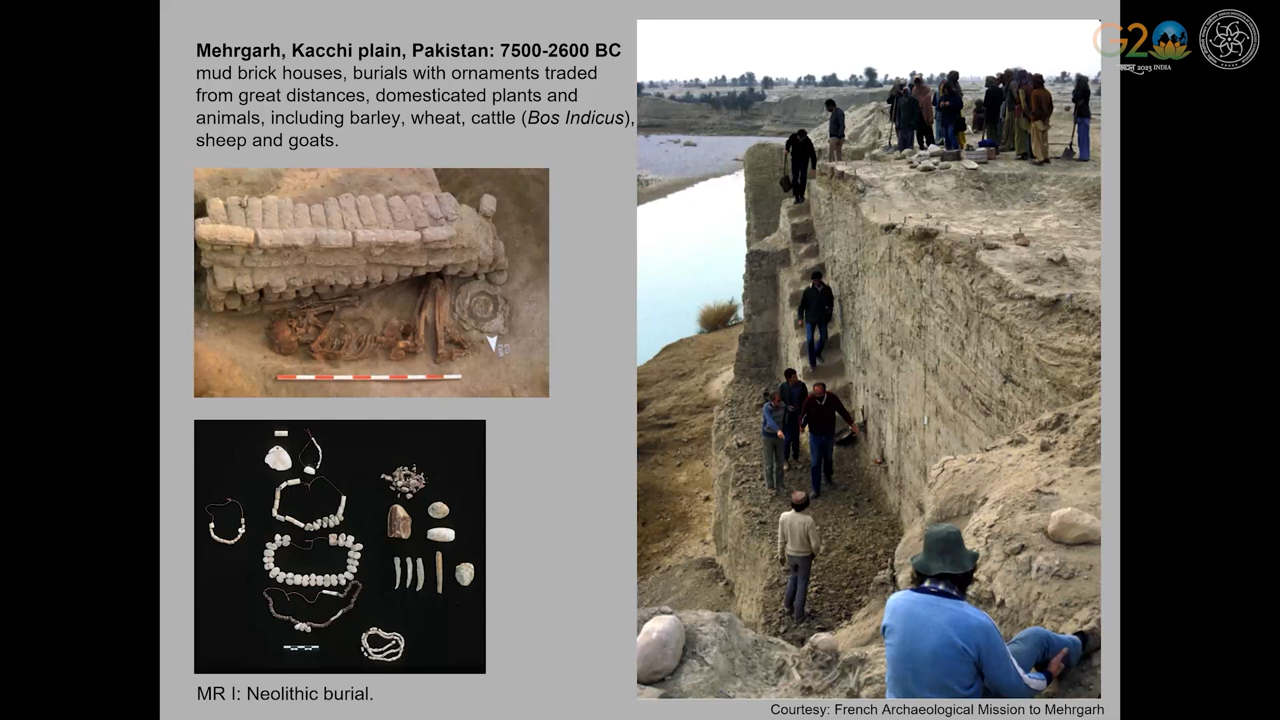 Mehrgarh, Kacchi plain, Pakistan: 7500-2600 BC
mud brick houses, burials with ornaments traded
from great distances, domesticated plants and
animals, including barley, wheat, cattle (Bos Indicus),
sheep and goats.
MR I: Neolithic burial.
G20
2023 INDIA
Courtesy: French Archaeological Mission to Mehrgarh